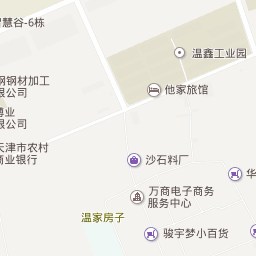 智慧谷-6栋
温鑫工业园
钢钢材加工
限公司
他家旅馆
限公司
天津市农村
商业银行
沙石料厂
华
万商电子商务
服务中心
温家房子
骏宇梦小百货